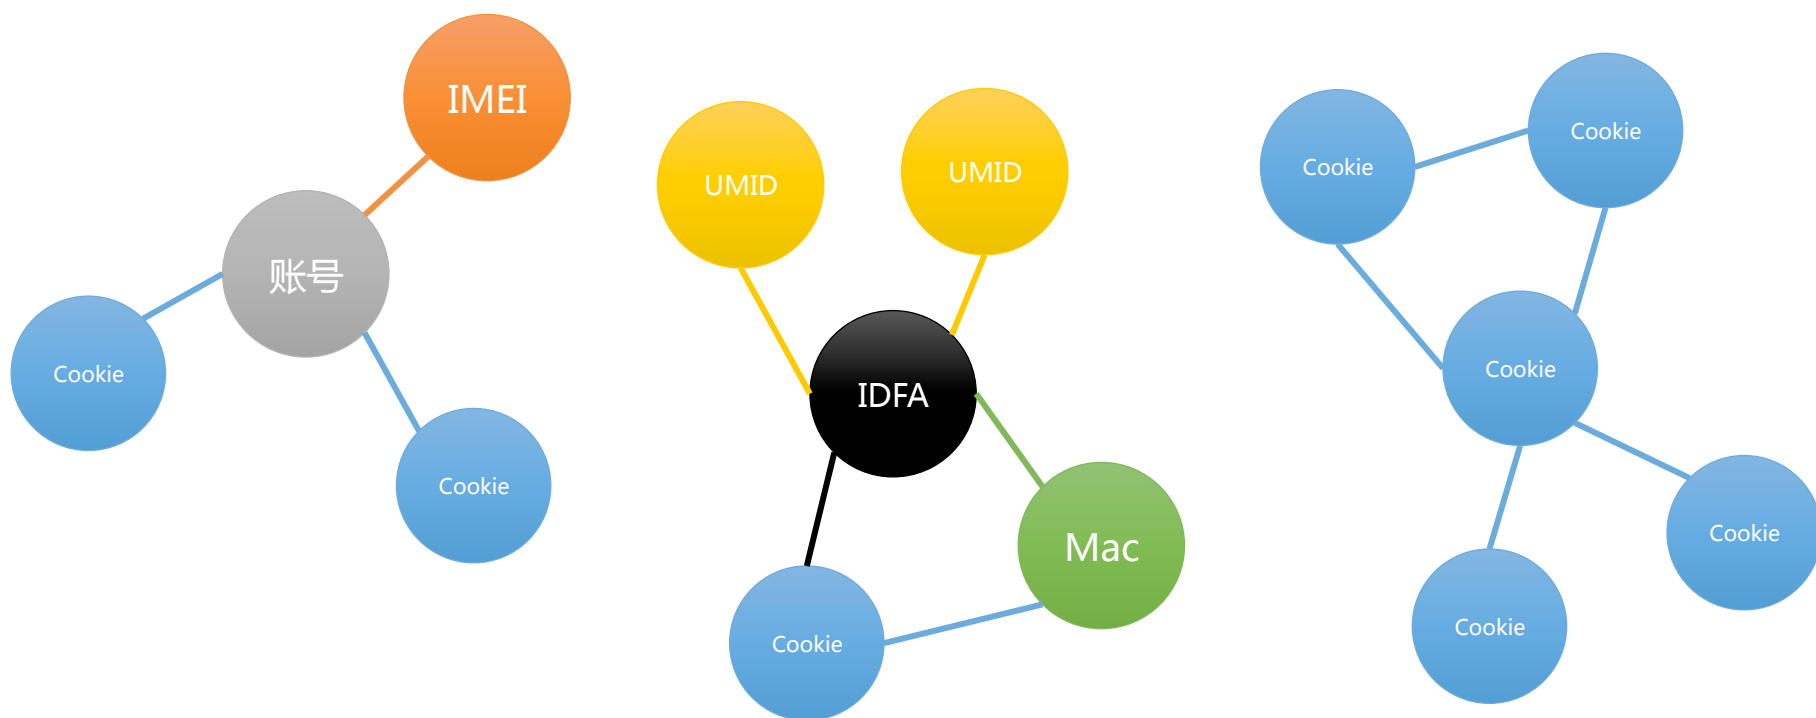 IMEI
账号
Cookie
Cookie
UMID
UMID
IDFA
Mac
Cookie
Cookie
Cookie
Cookie
Cookie
Cookie